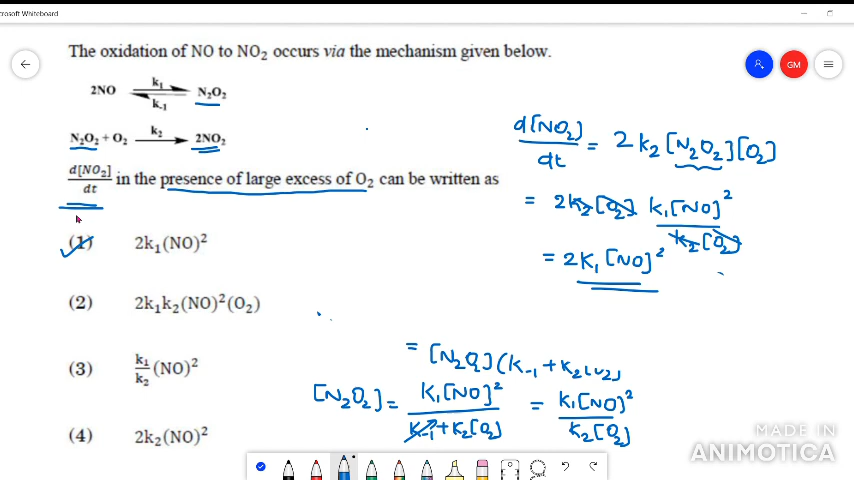 crosoft Whiteboard
GM
The oxidation of NO to NO₂ occurs via the mechanism given below.
2NO ⇌ N₂O₂
k₁
k₋₁
N₂O₂ + O₂ → 2NO₂
k₂
d[NO₂]/dt in the presence of large excess of O₂ can be written as
(1) 2k₁(NO)²
(2) 2k₁k₂(NO)²(O₂)
(3) k₁/k₂ (NO)²
(4) 2k₂(NO)²
d[NO₂]/dt = 2k₂[N₂O₂][O₂]
= 2k₂[O₂] k₁[NO]² / k₂[O₂]
= 2k₁[NO]²
= [N₂O₂](k₋₁ + k₂
[N₂O₂] = k₁[NO]² / k₋₁ + k₂[O₂] = k₁[NO]² / k₂[O₂]
MADE IN
ANIMOTICA